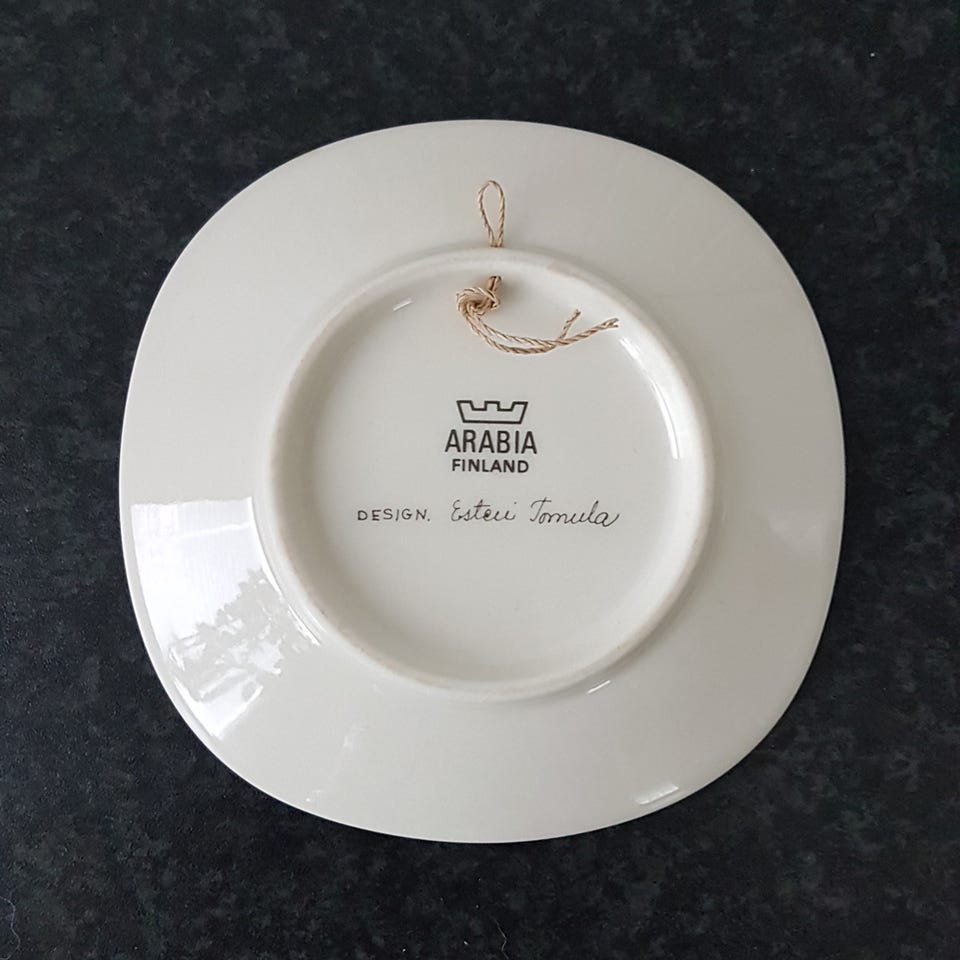 ARABIA
FINLAND
DESIGN. Esteri Tomula